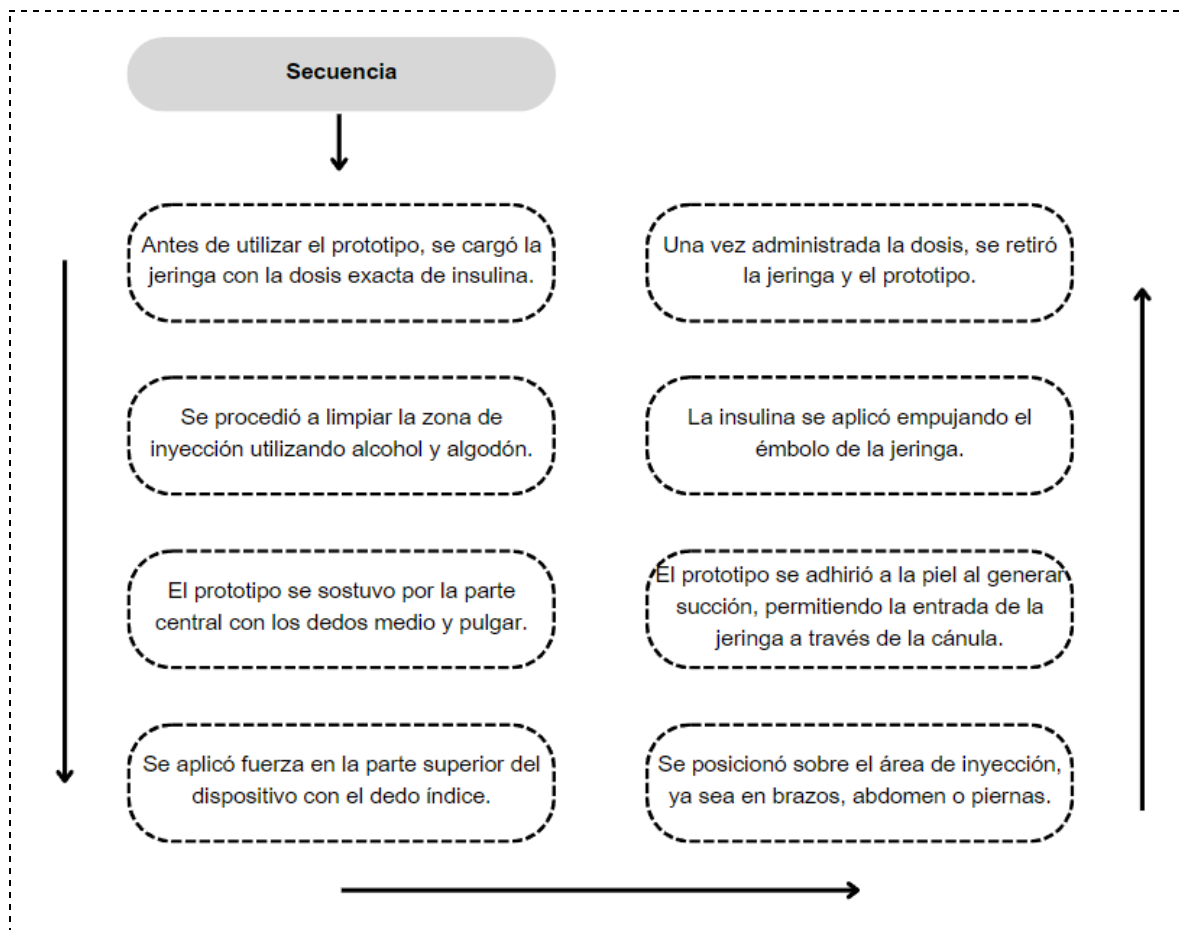 Secuencia
Antes de utilizar el prototipo, se cargó la
jeringa con la dosis exacta de insulina.
Se procedió a limpiar la zona de
inyección utilizando alcohol y algodón.
El prototipo se sostuvo por la parte
central con los dedos medio y pulgar.
Se aplicó fuerza en la parte superior del
dispositivo con el dedo índice.
Se posicionó sobre el área de inyección,
ya sea en brazos, abdomen o piernas.
El prototipo se adhirió a la piel al generar
succión, permitiendo la entrada de la
jeringa a través de la cánula.
La insulina se aplicó empujando el
émbolo de la jeringa.
Una vez administrada la dosis, se retiró
la jeringa y el prototipo.